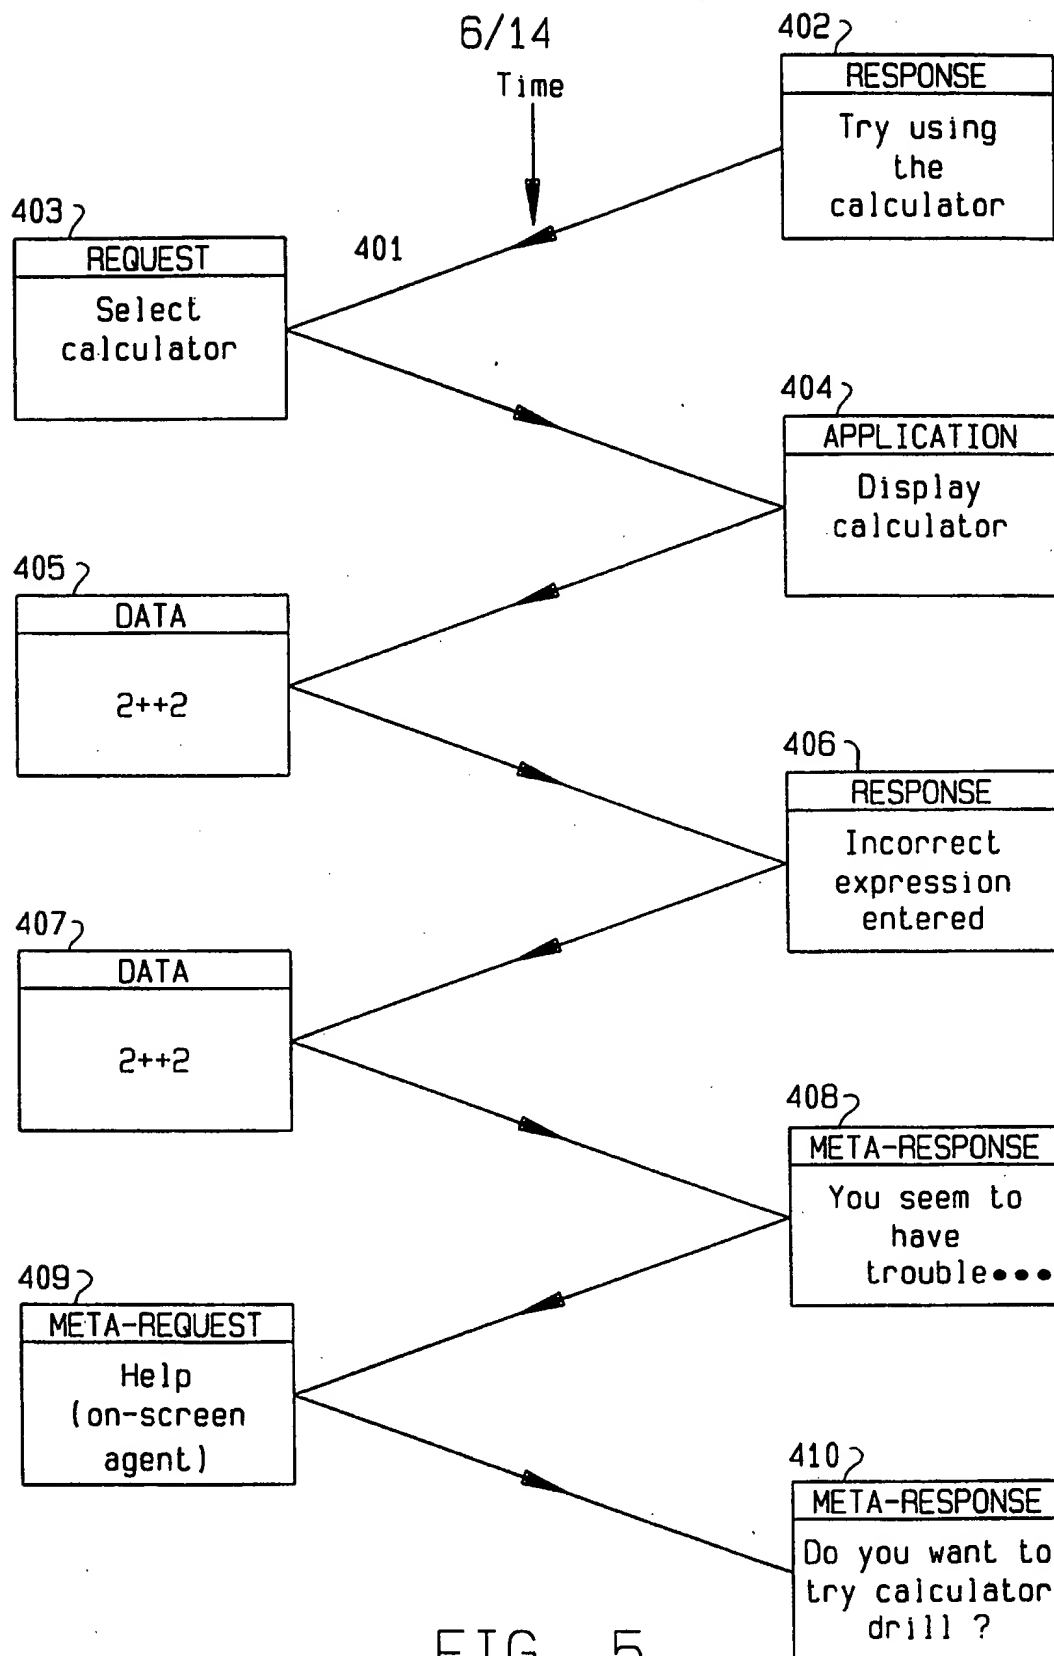 6/14
Time
402
RESPONSE
Try using
the
calculator
403
REQUEST
Select
calculator
401
404
APPLICATION
Display
calculator
405
DATA
2++2
406
RESPONSE
Incorrect
expression
entered
407
DATA
2++2
408
META-RESPONSE
You seem to
have
trouble•••
409
META-REQUEST
Help
(on-screen
agent)
410
META-RESPONSE
Do you want to
try calculator
drill ?
FIG. 5